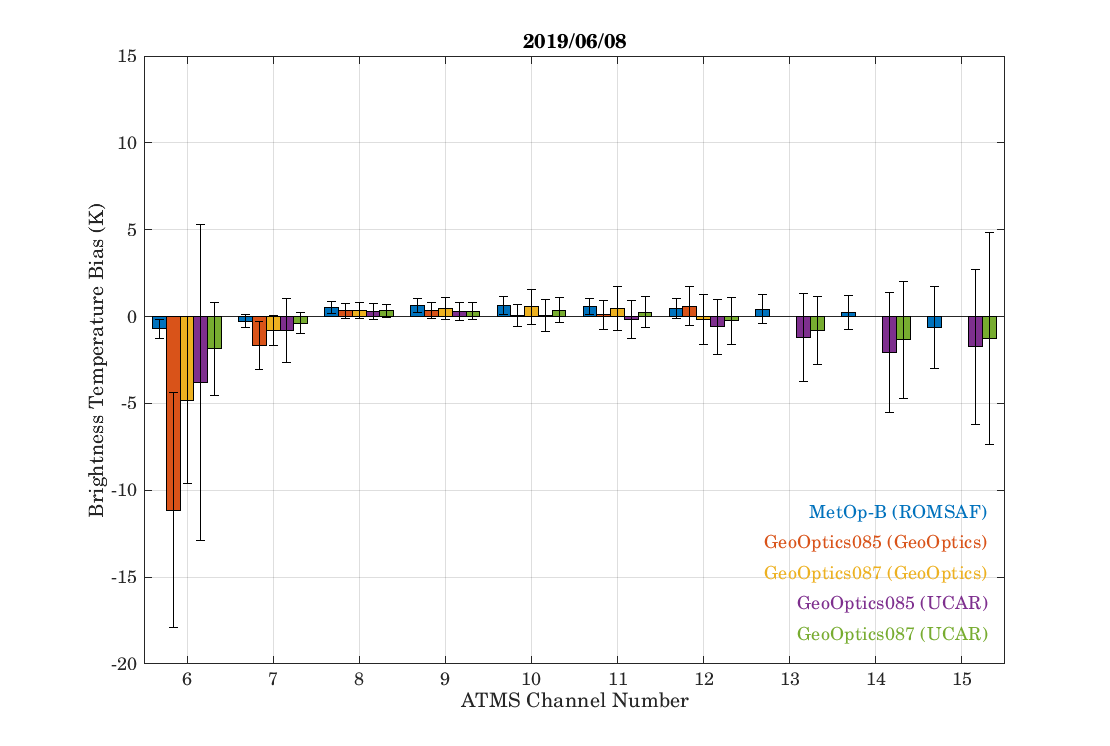 2019/06/08
15
10
5
0
-5
-10
-15
-20
Brightness Temperature Bias (K)
MetOp-B (ROMSAF)
GeoOptics085 (GeoOptics)
GeoOptics087 (GeoOptics)
GeoOptics085 (UCAR)
GeoOptics087 (UCAR)
6 7 8 9 10 11 12 13 14 15
ATMS Channel Number